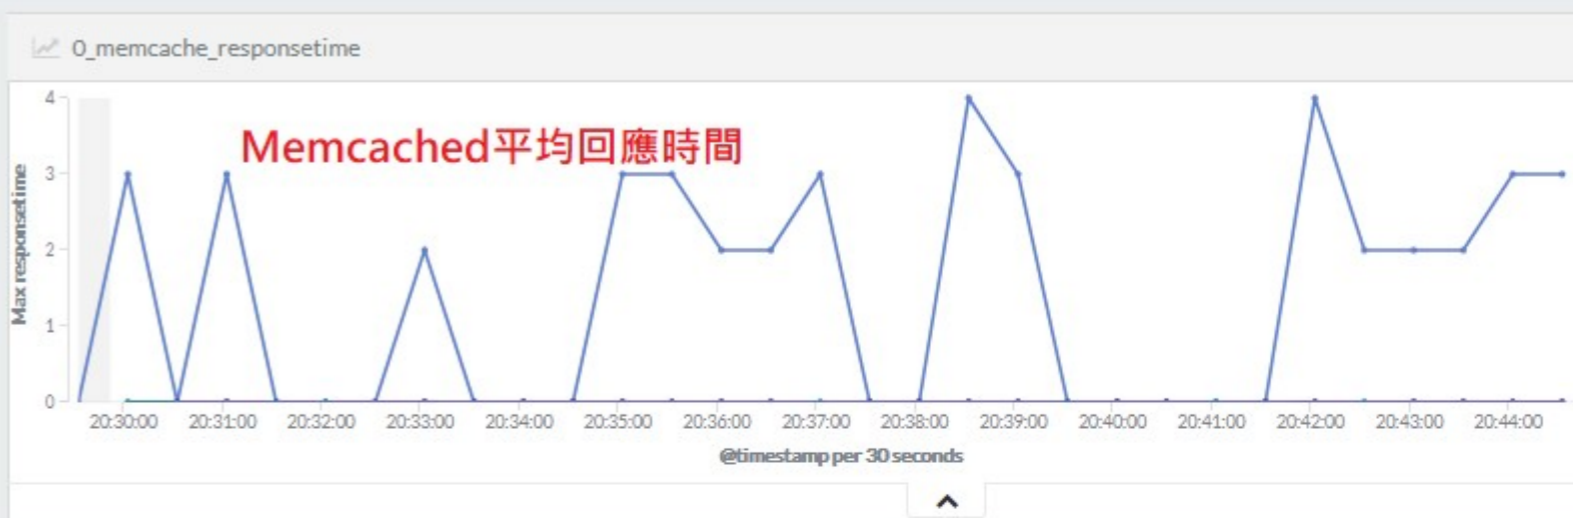 0_memcache_responsetime
Memcached平均回應時間
Max responsetime
4
3
2
1
0
20:30:00 20:31:00 20:32:00 20:33:00 20:34:00 20:35:00 20:36:00 20:37:00 20:38:00 20:39:00 20:40:00 20:41:00 20:42:00 20:43:00 20:44:00
@timestamp per 30 seconds